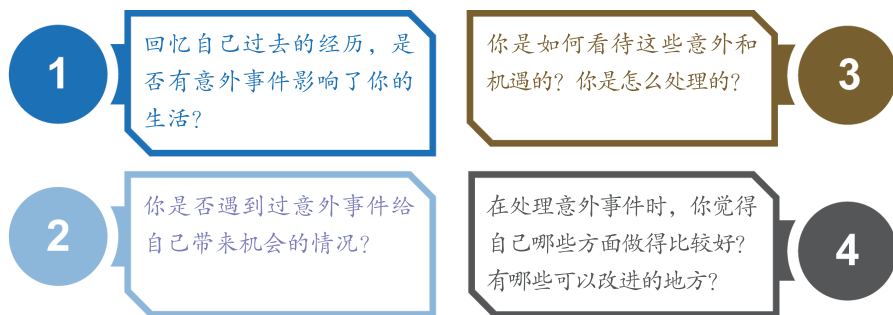 1
回忆自己过去的经历，是
否有意外事件影响了你的
生活？
2
你是否遇到过意外事件给
自己带来机会的情况？
3
你是如何看待这些意外和
机遇的？你是怎么处理的？
4
在处理意外事件时，你觉得
自己哪些方面做得比较好？
有哪些可以改进的地方？